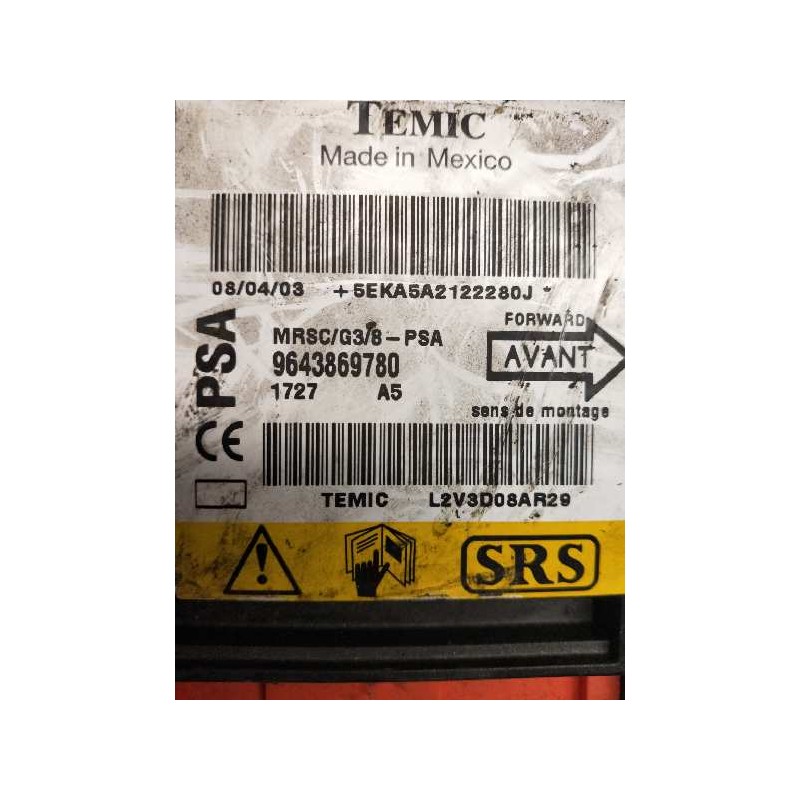 TEMIC
Made in Mexico
08/04/03 +5EKA5A2122280J*
PSA
MRSC/G3/8-PSA
9643869780
1727 A5
FORWARD
AVANT
sens de montage
CE
TEMIC L2V3D08AR29
SRS